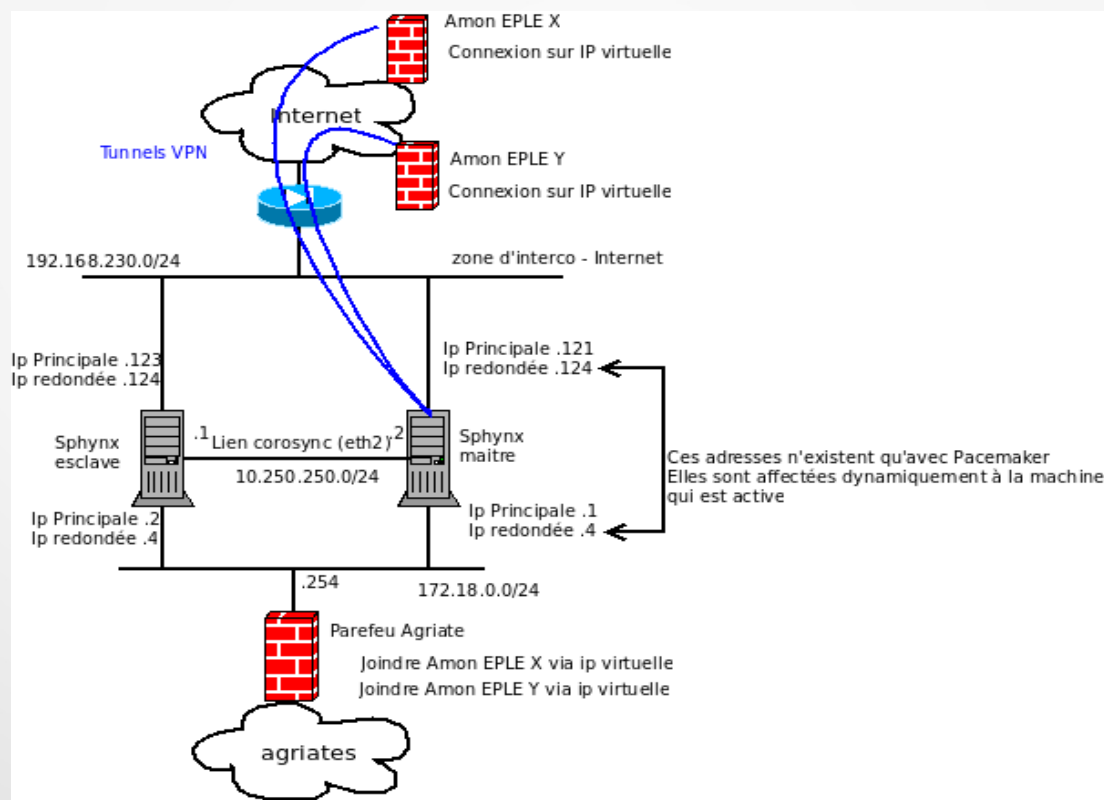 Amon EPLE X
Connexion sur IP virtuelle
Internet
Tunnels VPN
Amon EPLE Y
Connexion sur IP virtuelle
192.168.230.0/24
zone d'interco - Internet
Ip Principale .123
Ip redondée .124
Ip Principale .121
Ip redondée .124
Sphynx
esclave
.1
Lien corosync (eth2)
.2
10.250.250.0/24
Sphynx
maitre
Ces adresses n'existent qu'avec Pacemaker
Elles sont affectées dynamiquement à la machine
qui est active
Ip Principale .2
Ip redondée .4
Ip Principale .1
Ip redondée .4
.254
172.18.0.0/24
Parefeu Agriate
Joindre Amon EPLE X via ip virtuelle
Joindre Amon EPLE Y via ip virtuelle
agriates